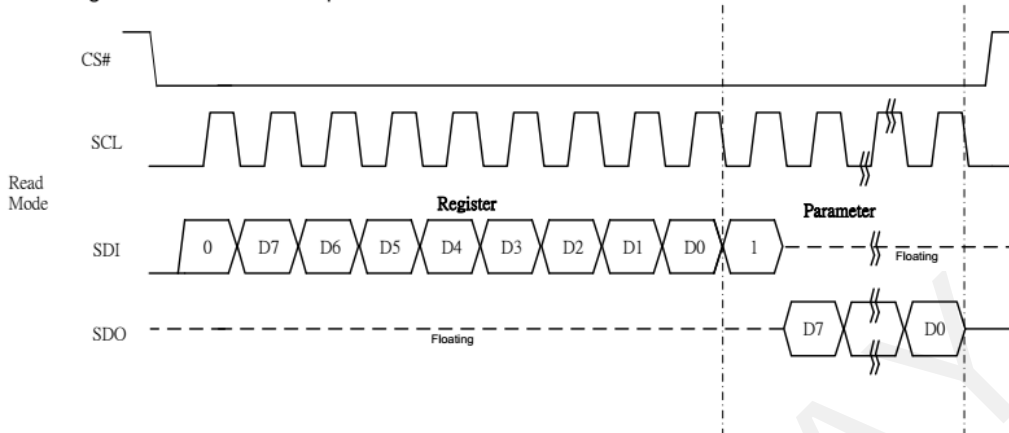 CS#
SCL
Read
Mode
Register
Parameter
SDI 0 D7 D6 D5 D4 D3 D2 D1 D0 1 Floating
SDO Floating D7 D0